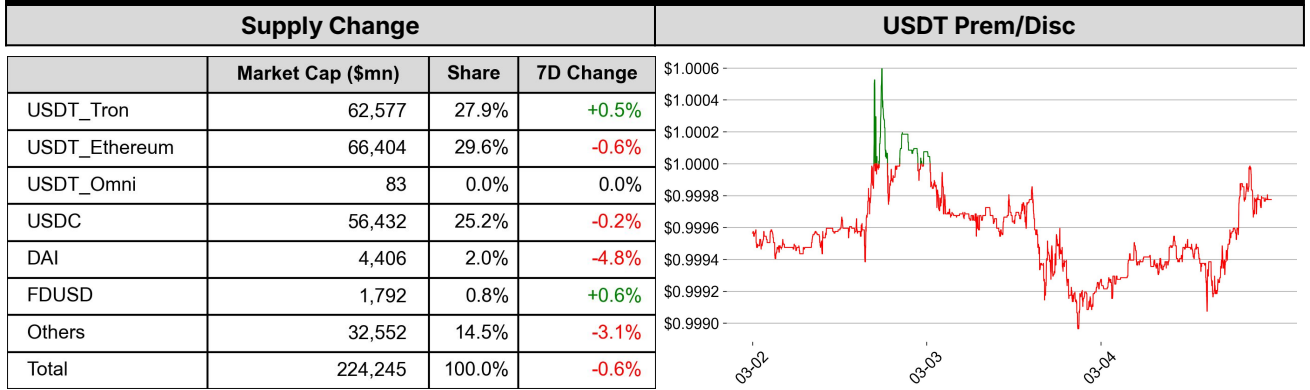 Supply Change
USDT Prem/Disc
Market Cap ($mn) Share 7D Change
USDT_Tron 62,577 27.9% +0.5%
USDT_Ethereum 66,404 29.6% -0.6%
USDT_Omni 83 0.0% 0.0%
USDC 56,432 25.2% -0.2%
DAI 4,406 2.0% -4.8%
FDUSD 1,792 0.8% +0.6%
Others 32,552 14.5% -3.1%
Total 224,245 100.0% -0.6%
$1.0006
$1.0004
$1.0002
$1.0000
$0.9998
$0.9996
$0.9994
$0.9992
$0.9990
03-02
03-03
03-04